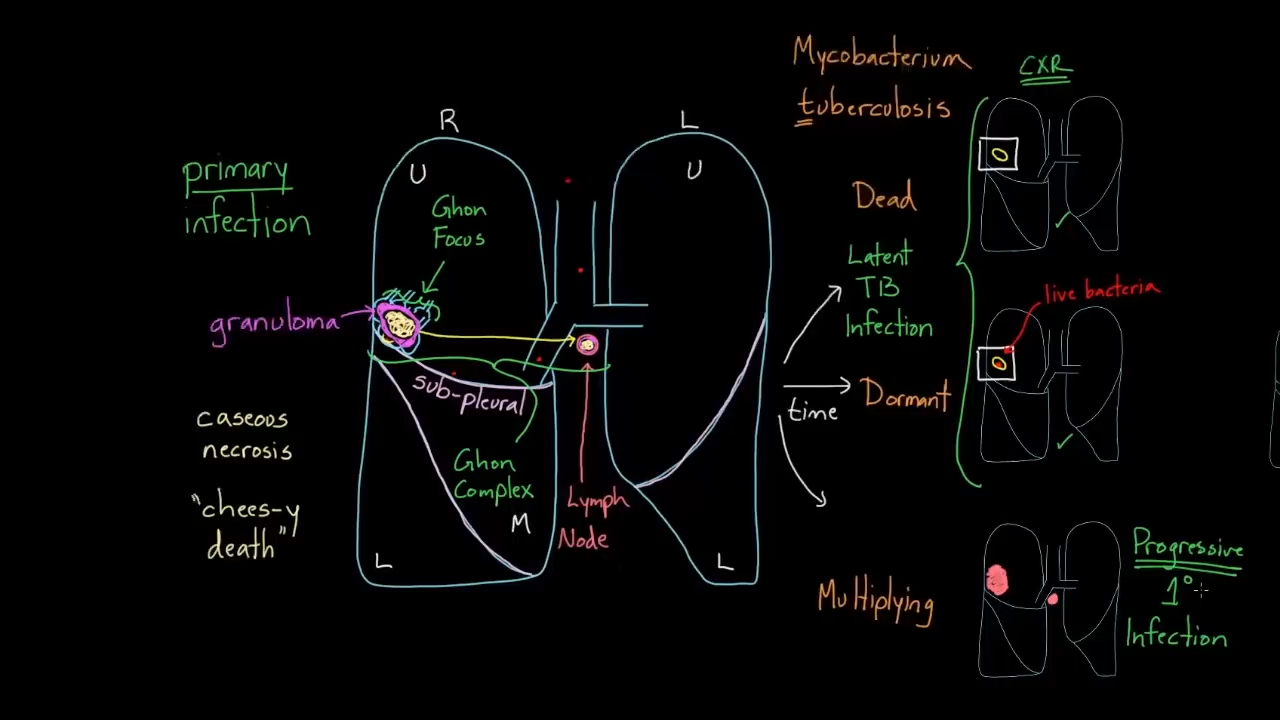 Mycobacterium
tuberculosis
CXR
R
L
U
U
primary
infection
Ghon
Focus
granuloma
sub-pleural
caseous
necrosis
"chees-y
death"
Ghon
Complex
M
L
Lymph
Node
L
time
Dead
Latent
TB
Infection
Dormant
live bacteria
Multiplying
Progressive
1°
Infection